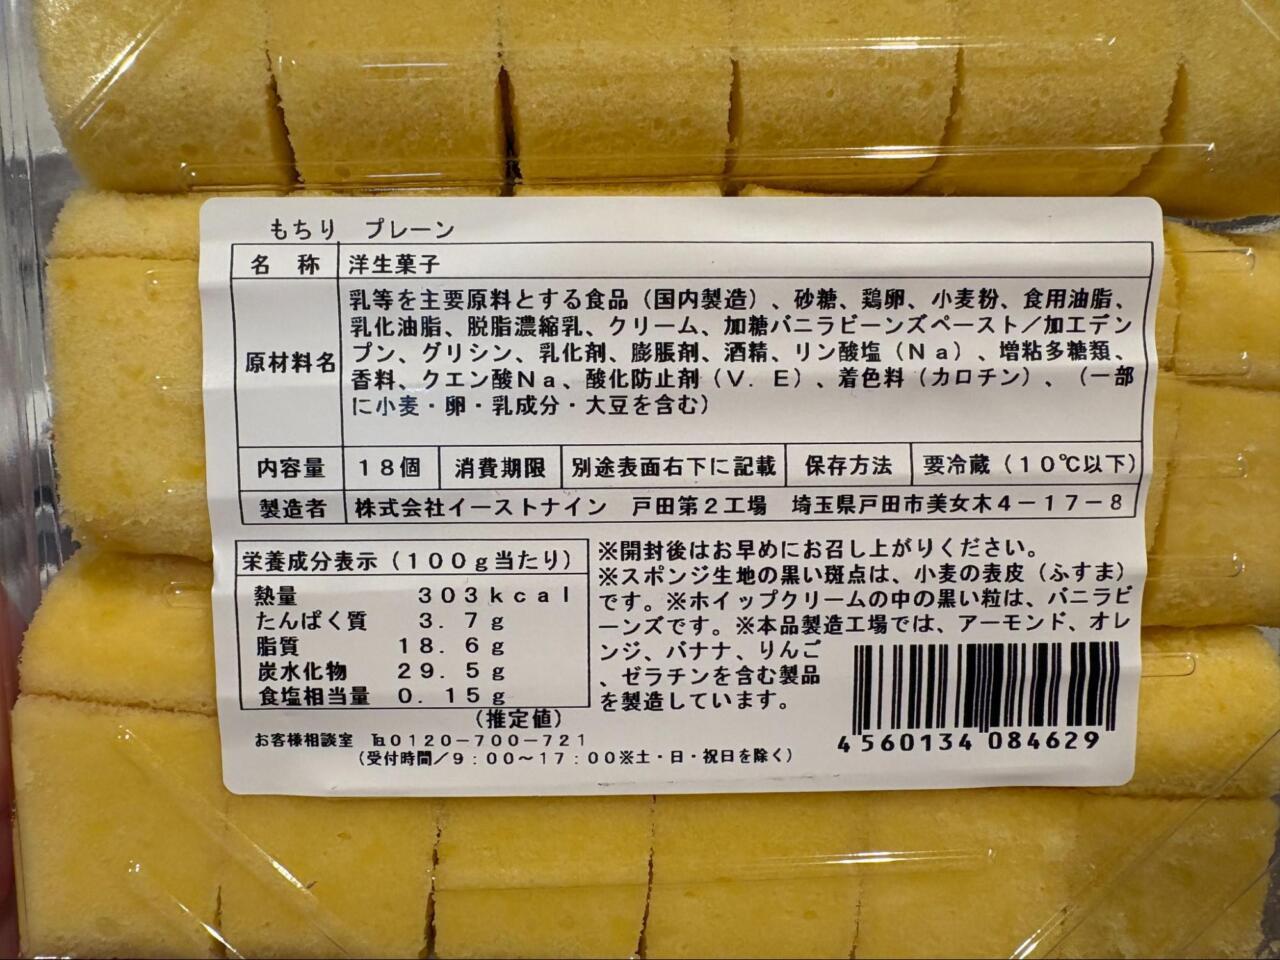 もちり　プレーン
名　称　洋生菓子
原材料名
乳等を主要原料とする食品（国内製造）、砂糖、鶏卵、小麦粉、食用油脂、
乳化油脂、脱脂濃縮乳、クリーム、加糖バニラビーンズペースト／加工デン
プン、グリシン、乳化剤、膨脹剤、酒精、リン酸塩（Ｎａ）、増粘多糖類、
香料、クエン酸Ｎａ、酸化防止剤（Ｖ．Ｅ）、着色料（カロチン）、（一部
に小麦・卵・乳成分・大豆を含む）
内容量　１８個　消費期限　別途表面右下に記載　保存方法　要冷蔵（１０℃以下）
製造者　株式会社イーストナイン　戸田第２工場　埼玉県戸田市美女木４－１７－８
栄養成分表示（１００ｇ当たり）
熱量　３０３ｋｃａｌ
たんぱく質　３．７ｇ
脂質　１８．６ｇ
炭水化物　２９．５ｇ
食塩相当量　０．１５ｇ
（推定値）
※開封後はお早めにお召し上がりください。
※スポンジ生地の黒い斑点は、小麦の表皮（ふすま）
です。※ホイップクリームの中の黒い粒は、バニラビ
ーンズです。※本品製造工場では、アーモンド、オレ
ンジ、バナナ、りんご
、ゼラチンを含む製品
を製造しています。
4 560134 084629
お客様相談室　℡０１２０－７００－７２１
（受付時間／９：００～１７：００※土・日・祝日を除く）